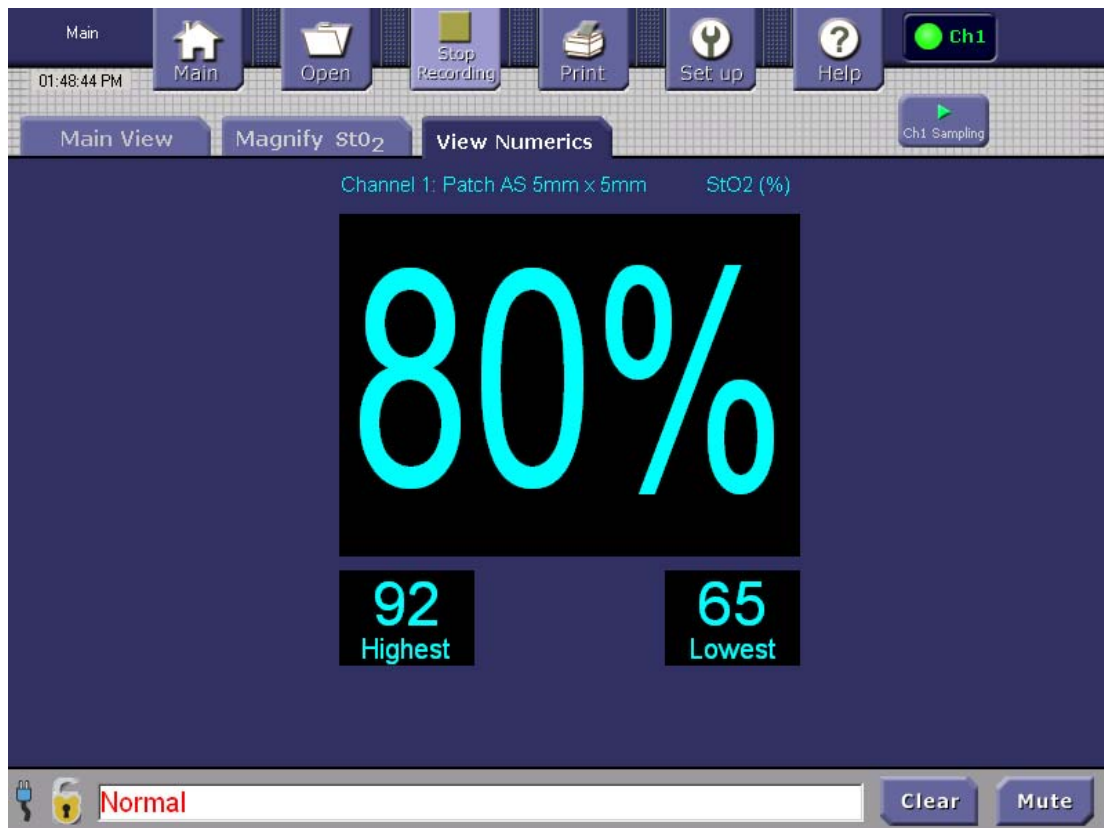 Main
01:48:44 PM
Main
Open
Stop
Recording
Print
Set up
Help
Ch1
Ch1 Sampling
Main View
Magnify StO2
View Numerics
Channel 1: Patch AS 5mm x 5mm StO2 (%)
80%
92
Highest
65
Lowest
Normal
Clear
Mute